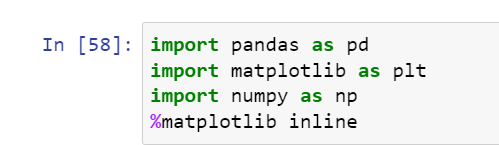 In [58]: import pandas as pd
import matplotlib as plt
import numpy as np
%matplotlib inline